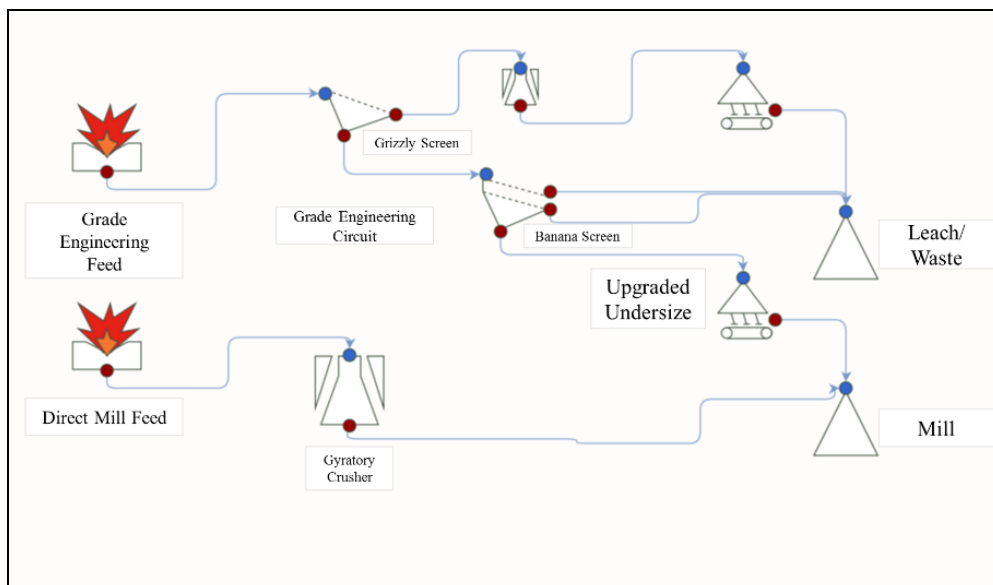 Grizzly Screen
Grade
Engineering
Feed
Grade Engineering
Circuit
Banana Screen
Leach/
Waste
Upgraded
Undersize
Direct Mill Feed
Mill
Gyratory
Crusher